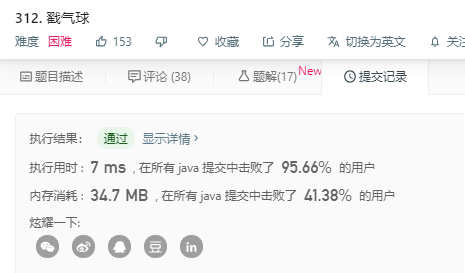 312. 戳气球
难度 困难 153 收藏 分享 切换为英文 关注
题目描述 评论 (38) 题解(17) New 提交记录
执行结果: 通过 显示详情 ›
执行用时 : 7 ms , 在所有 java 提交中击败了 95.66% 的用户
内存消耗 : 34.7 MB , 在所有 java 提交中击败了 41.38% 的用户
炫耀一下:
豆 in